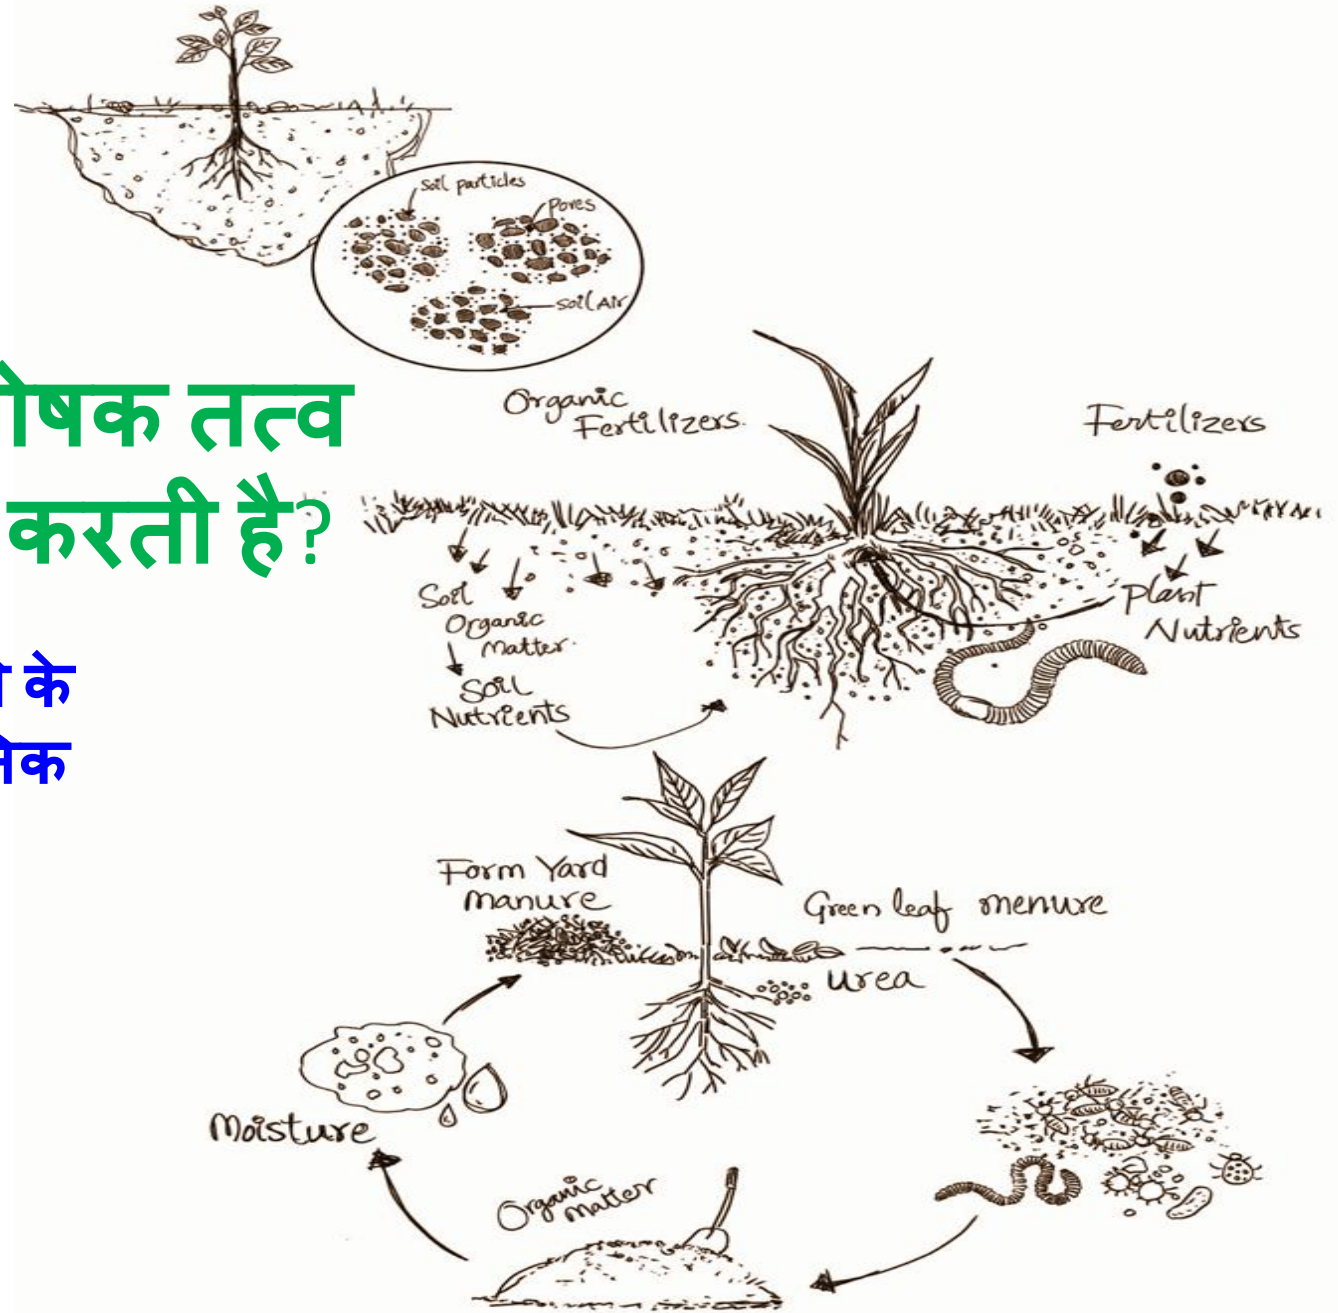 Soil particles
Pores
Soil Air
तत्व
करती है?
Organic
Fertilizers.
Fertilizers
Soil
Organic
Matter.
Soil
Nutrients
Plant
Nutrients
के
Form Yard
manure
Green leaf menure
urea
Moisture
Organic
matter